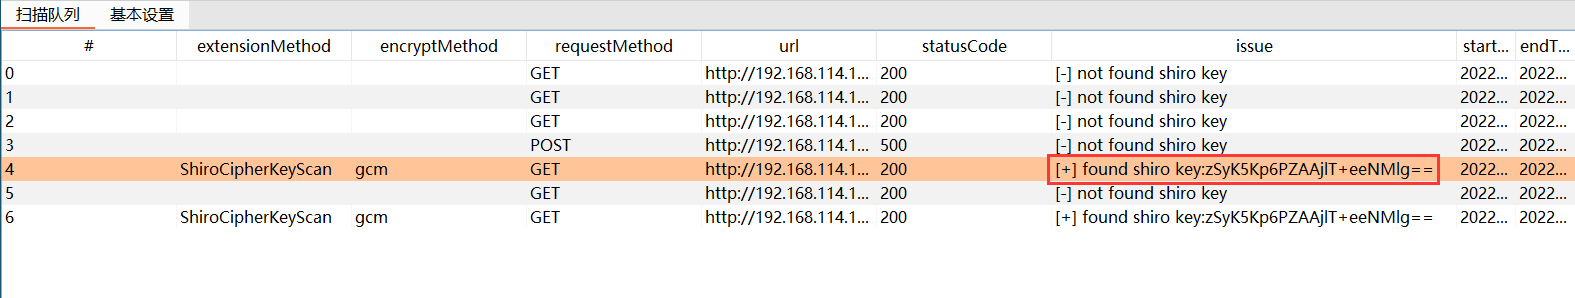 扫描队列 基本设置
# extensionMethod encryptMethod requestMethod url statusCode issue start... endT...
0 GET http://192.168.114.1... 200 [-] not found shiro key 2022... 2022...
1 GET http://192.168.114.1... 200 [-] not found shiro key 2022... 2022...
2 GET http://192.168.114.1... 200 [-] not found shiro key 2022... 2022...
3 POST http://192.168.114.1... 500 [-] not found shiro key 2022... 2022...
4 ShiroCipherKeyScan gcm GET http://192.168.114.1... 200 [+] found shiro key:zSyK5Kp6PZAAjlT+eeNMlg== 2022... 2022...
5 GET http://192.168.114.1... 200 [-] not found shiro key 2022... 2022...
6 ShiroCipherKeyScan gcm GET http://192.168.114.1... 200 [+] found shiro key:zSyK5Kp6PZAAjlT+eeNMlg== 2022... 2022...